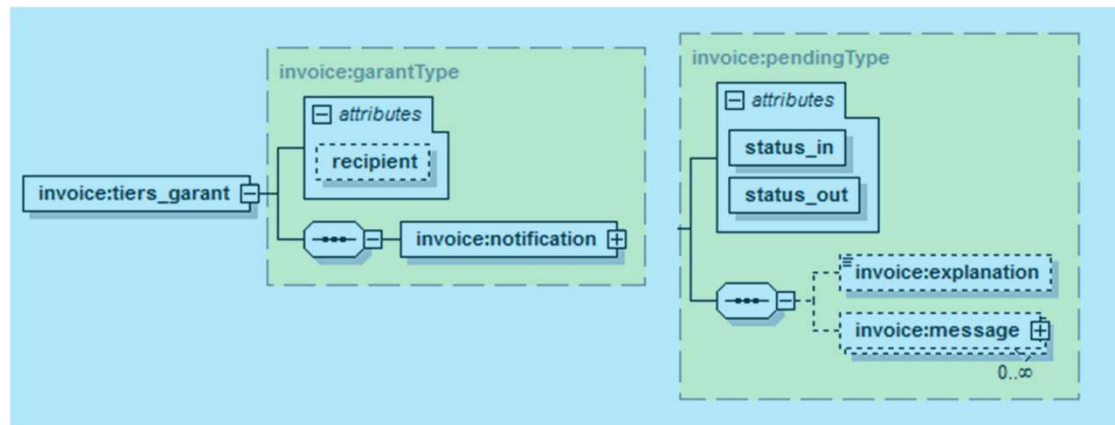 invoice:garantType
attributes
recipient
invoice:tiers_garant
invoice:notification
invoice:pendingType
attributes
status_in
status_out
invoice:explanation
invoice:message
0..∞